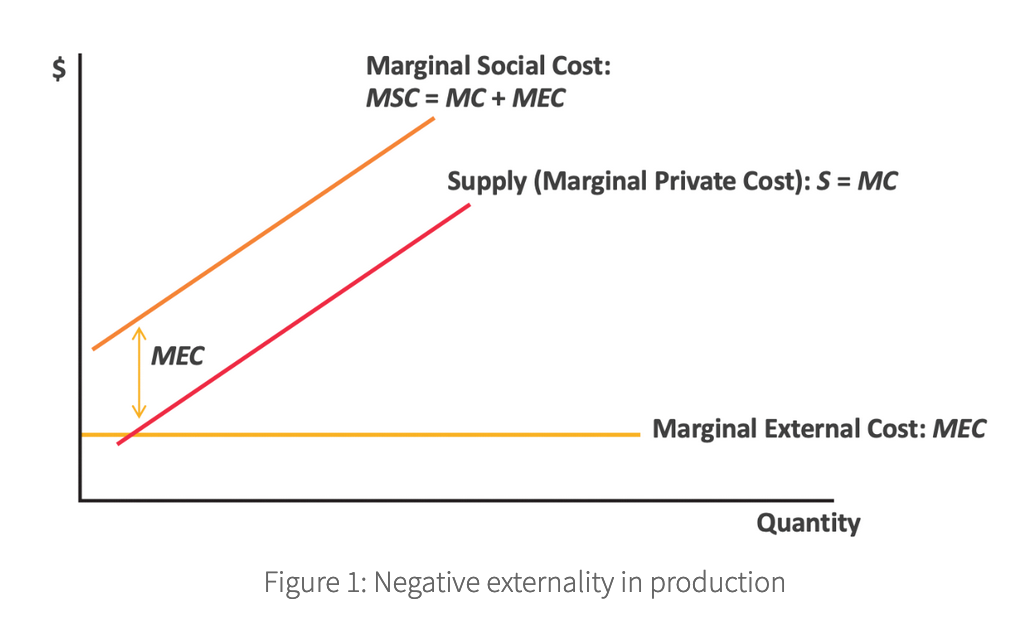 $
Marginal Social Cost:
MSC = MC + MEC
Supply (Marginal Private Cost): S = MC
MEC
Marginal External Cost: MEC
Quantity
Figure 1: Negative externality in production